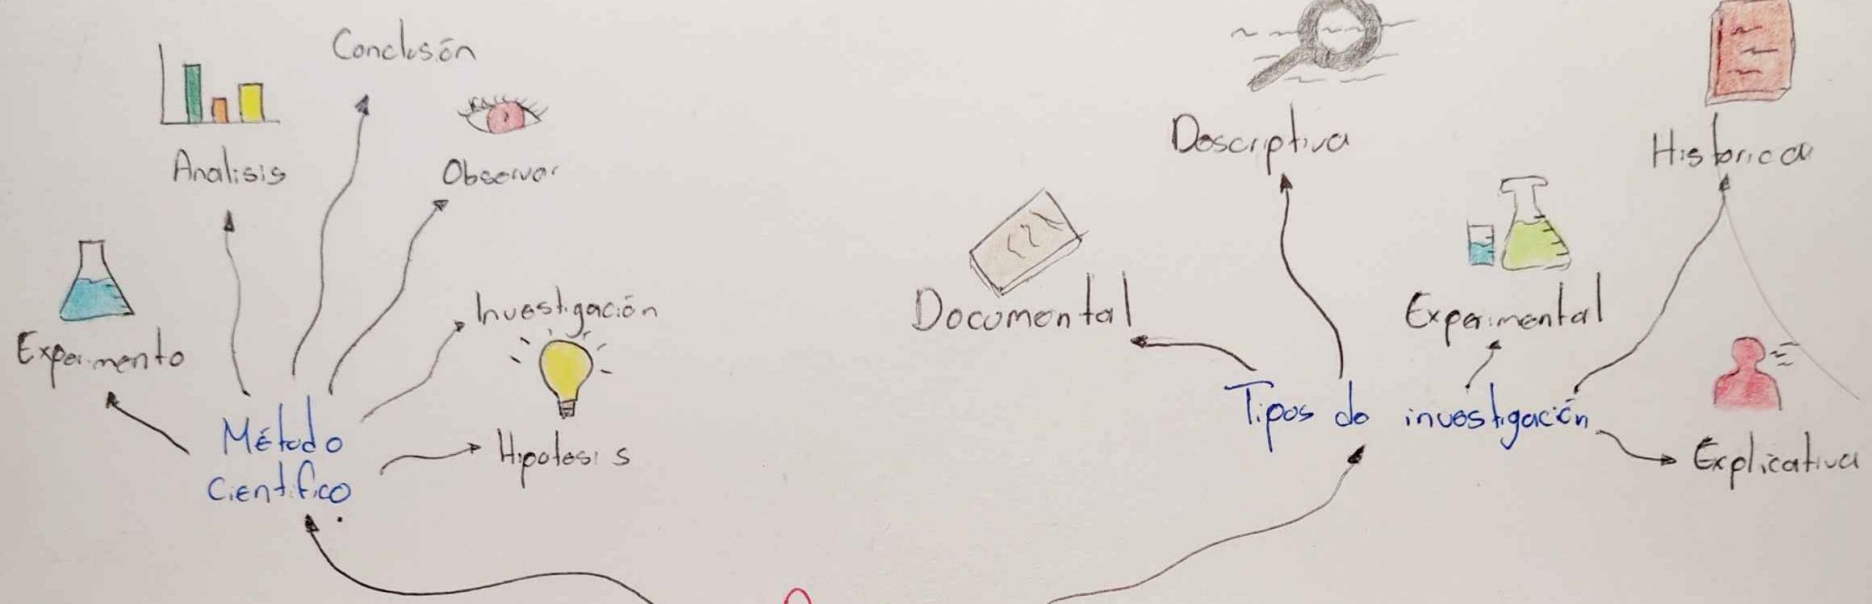 Conclusión
Analisis
Observar
Experimento
Investigación
Hipotesis
Método
Científico.
Descriptiva
Historica
Documental
Experimental
Tipos de investigación
Explicativa